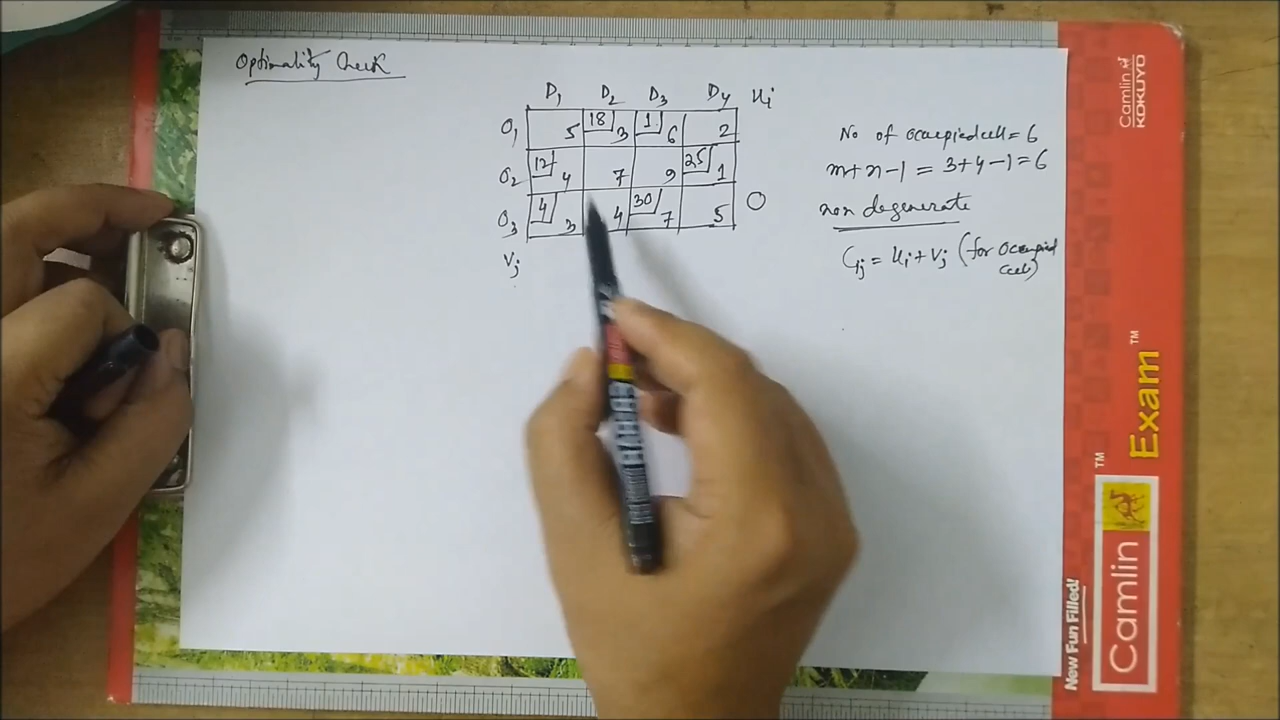 Optimality Check
D1 D2 D3 D4 ui
O1 5 18 3 1 6 2
O2 12 4 7 9 25 1
O3 4 3 4 30 7 5 0
Vj
No of occupied cell = 6
m+n-1 = 3+4-1 = 6
non degenerate
Cij = ui + vj (for occupied
cell)
Camlin
KOKUYO
Camlin Exam™
New Fun Filled!